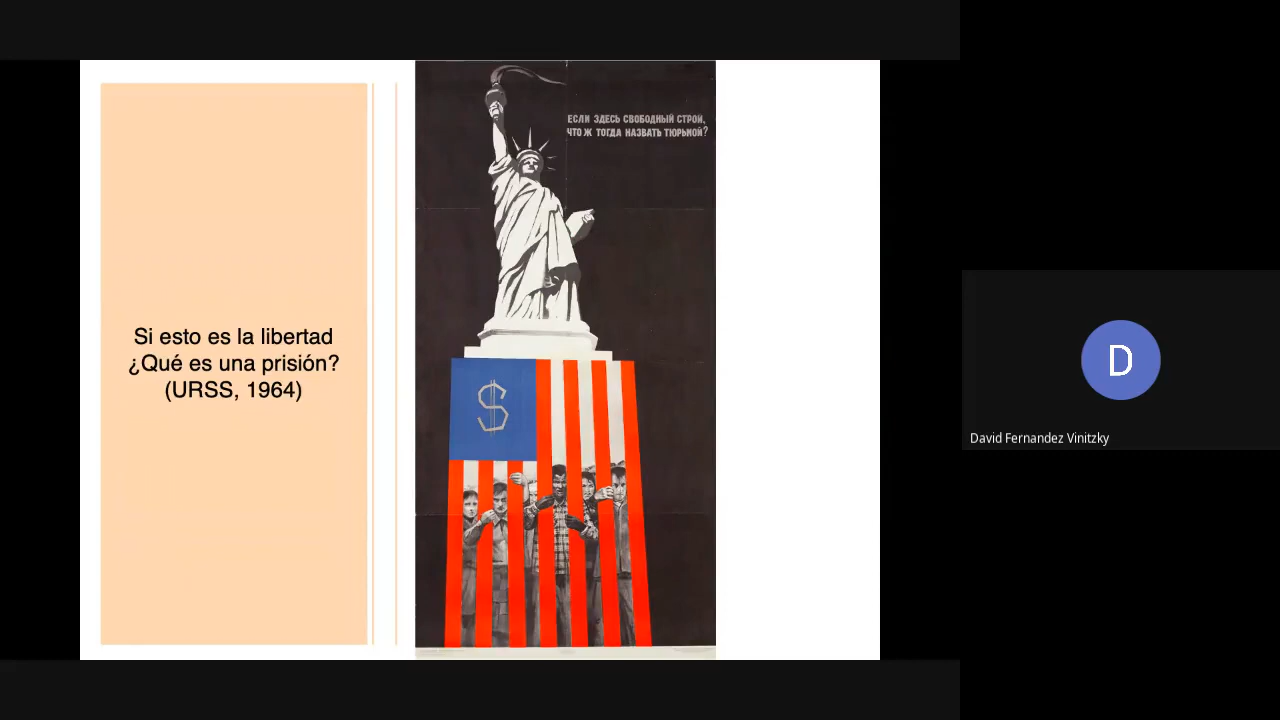 Si esto es la libertad
¿Qué es una prisión?
(URSS, 1964)
ЕСЛИ ЗДЕСЬ СВОБОДНЫЙ СТРОЙ,
ЧТО Ж ТОГДА НАЗВАТЬ ТЮРЬМОЙ?
$
D
David Fernandez Vinitzky